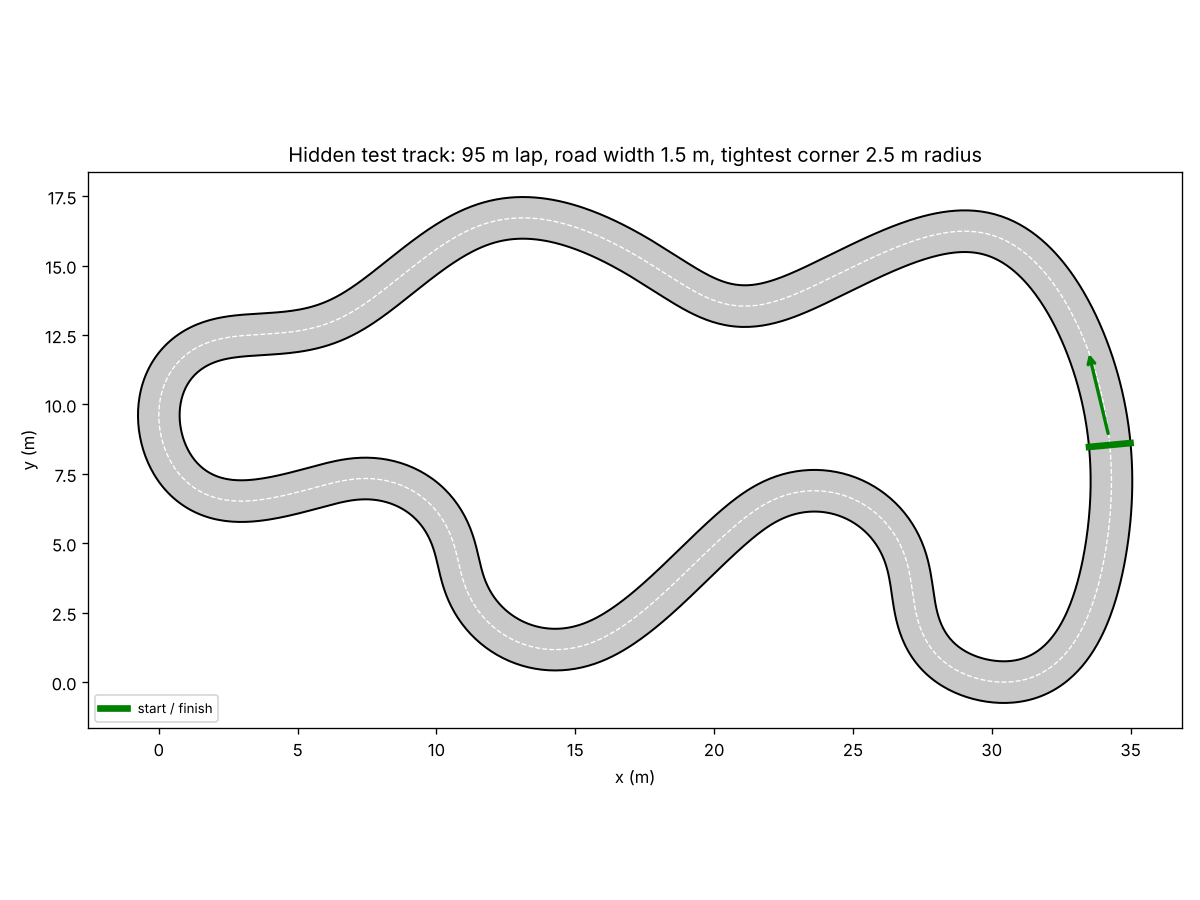 Hidden test track: 95 m lap, road width 1.5 m, tightest corner 2.5 m radius
17.5
15.0
12.5
10.0
7.5
5.0
2.5
0.0
y (m)
start / finish
0 5 10 15 20 25 30 35
x (m)